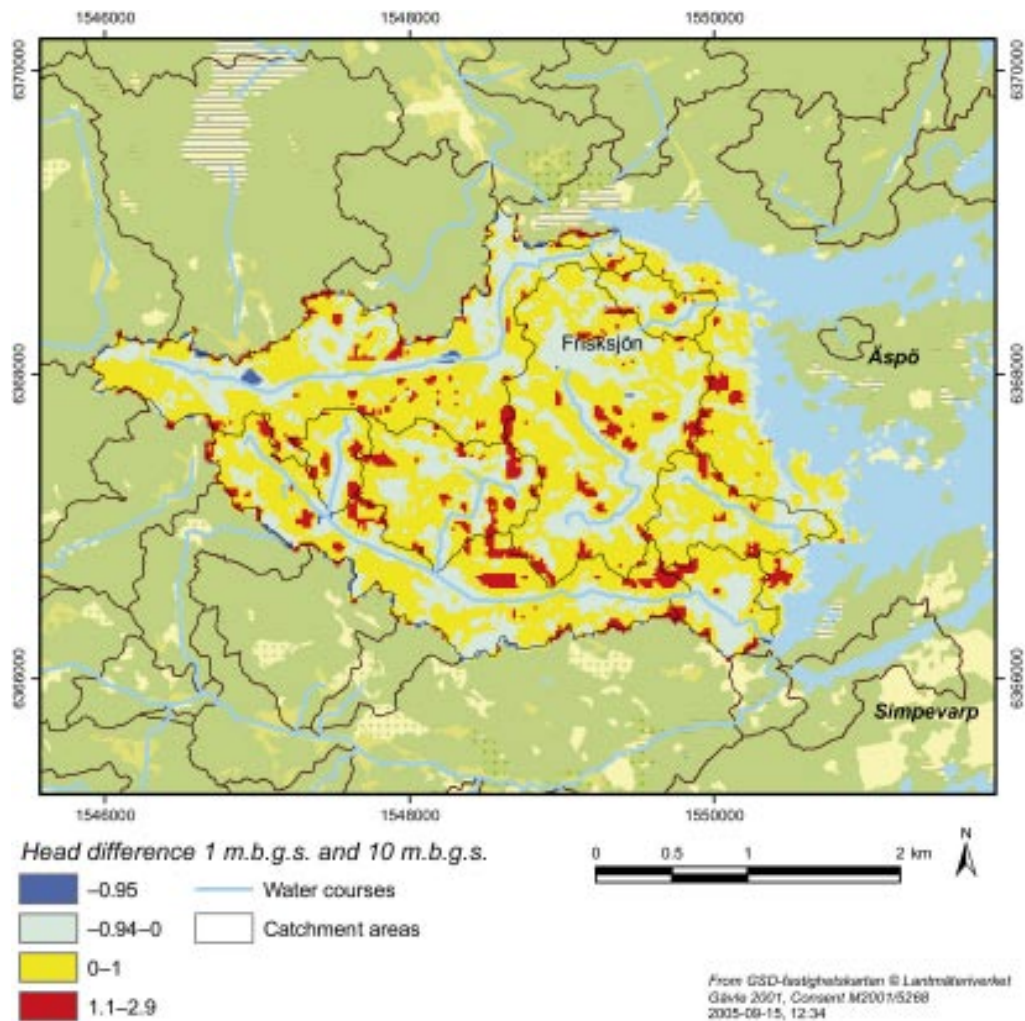 1546000 1548000 1550000
6370000 6370000
Frisksjön
Äspö
6368000 6368000
6366000 6366000
Simpevarp
1546000 1548000 1550000
Head difference 1 m.b.g.s. and 10 m.b.g.s.
–0.95
–0.94–0
0–1
1.1–2.9
Water courses
Catchment areas
0 0.5 1 2 km
N
From GSD-fastighetskartan © Lantmäteriverket
Gävle 2001, Consent M2001/5268
2005-09-15, 12:34